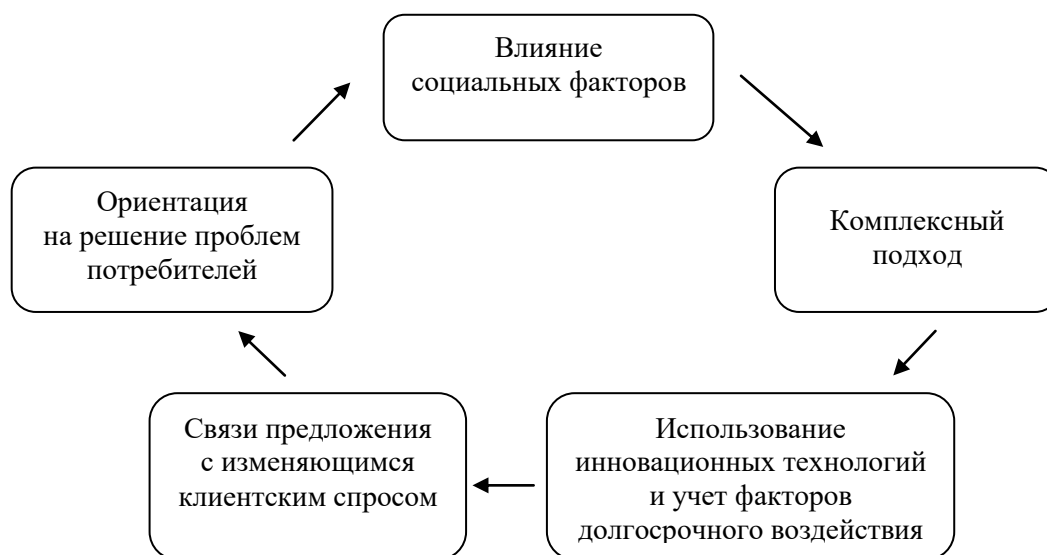 Влияние
социальных факторов
Ориентация
на решение проблем
потребителей
Комплексный
подход
Связи предложения
с изменяющимся
клиентским спросом
Использование
инновационных технологий
и учет факторов
долгосрочного воздействия